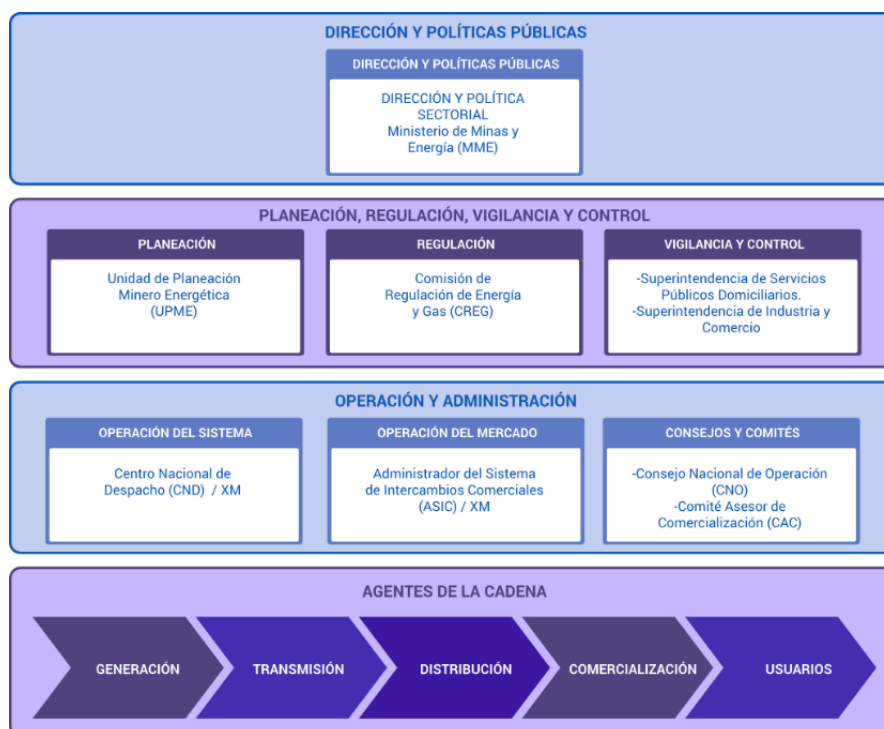 DIRECCIÓN Y POLÍTICAS PÚBLICAS
DIRECCIÓN Y POLÍTICAS PÚBLICAS
DIRECCIÓN Y POLÍTICA
SECTORIAL
Ministerio de Minas y
Energía (MME)
PLANEACIÓN, REGULACIÓN, VIGILANCIA Y CONTROL
PLANEACIÓN
Unidad de Planeación
Minero Energética
(UPME)
REGULACIÓN
Comisión de
Regulación de Energía
y Gas (CREG)
VIGILANCIA Y CONTROL
-Superintendencia de Servicios
Públicos Domiciliarios.
-Superintendencia de Industria y
Comercio
OPERACIÓN Y ADMINISTRACIÓN
OPERACIÓN DEL SISTEMA
Centro Nacional de
Despacho (CND) / XM
OPERACIÓN DEL MERCADO
Administrador del Sistema
de Intercambios Comerciales
(ASIC) / XM
CONSEJOS Y COMITÉS
-Consejo Nacional de Operación
(CNO)
-Comité Asesor de
Comercialización (CAC)
AGENTES DE LA CADENA
GENERACIÓN
TRANSMISIÓN
DISTRIBUCIÓN
COMERCIALIZACIÓN
USUARIOS